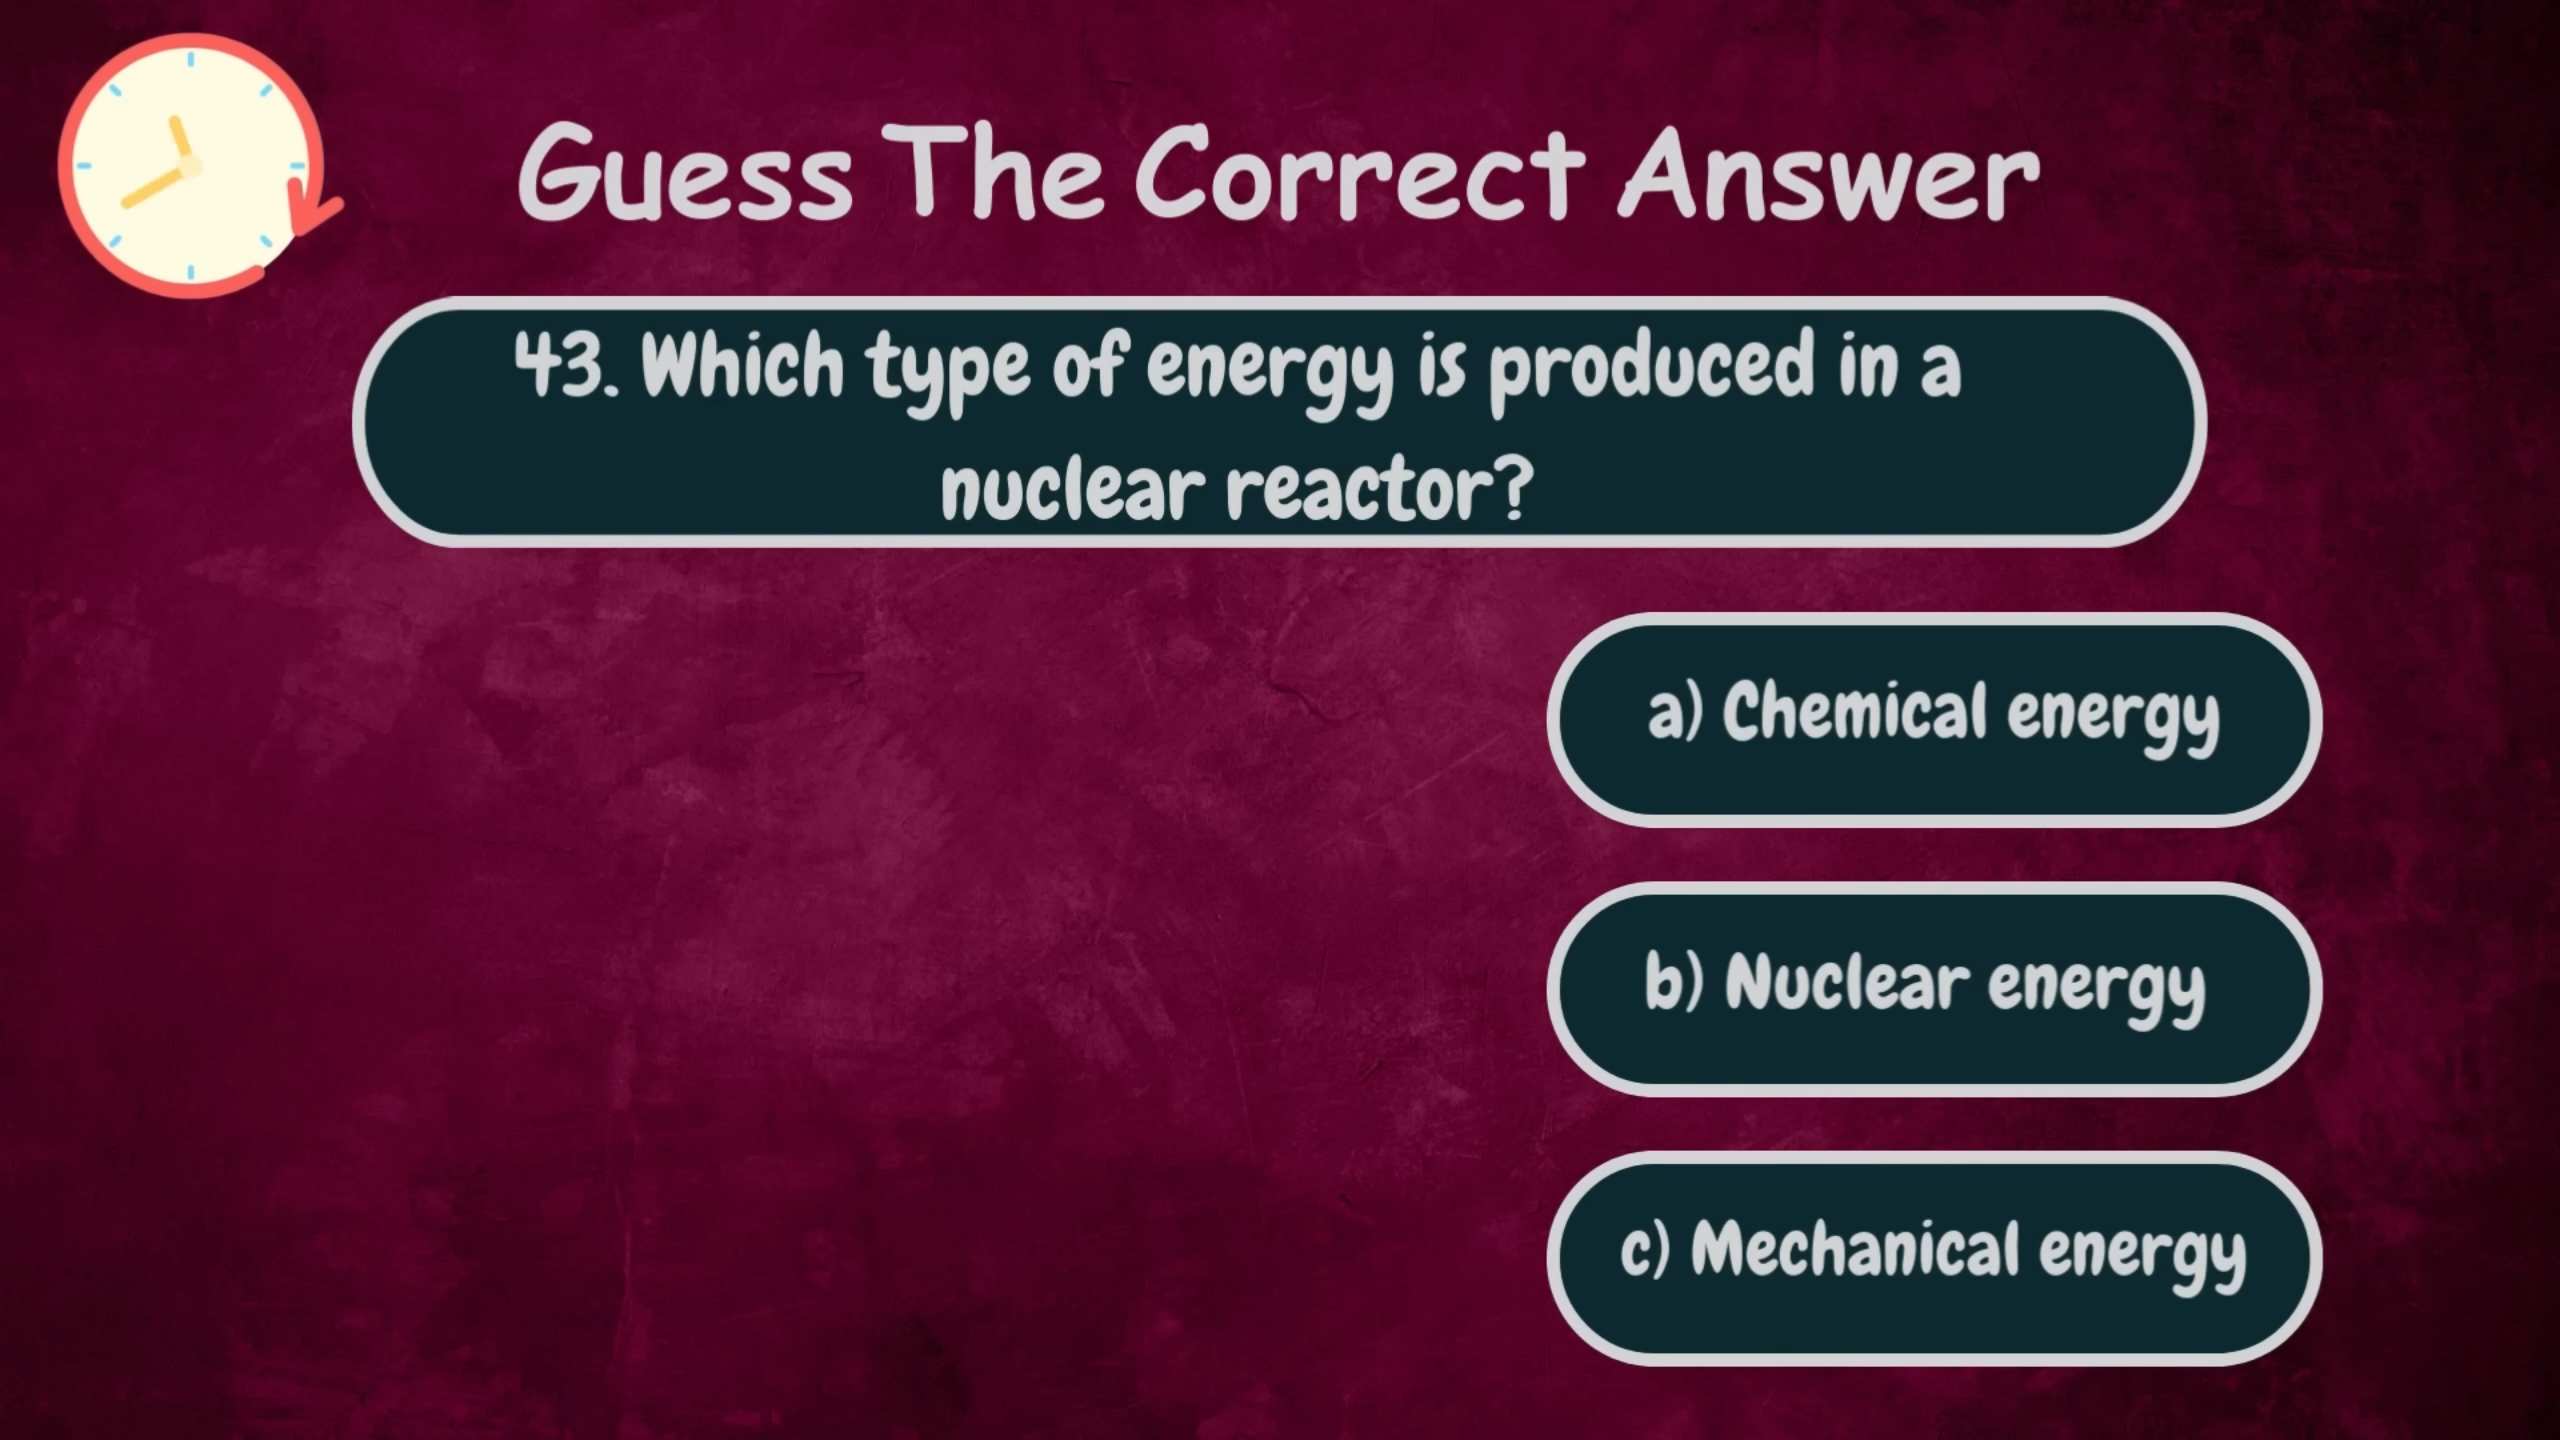 Guess The Correct Answer
43. Which type of energy is produced in a
nuclear reactor?
a) Chemical energy
b) Nuclear energy
c) Mechanical energy